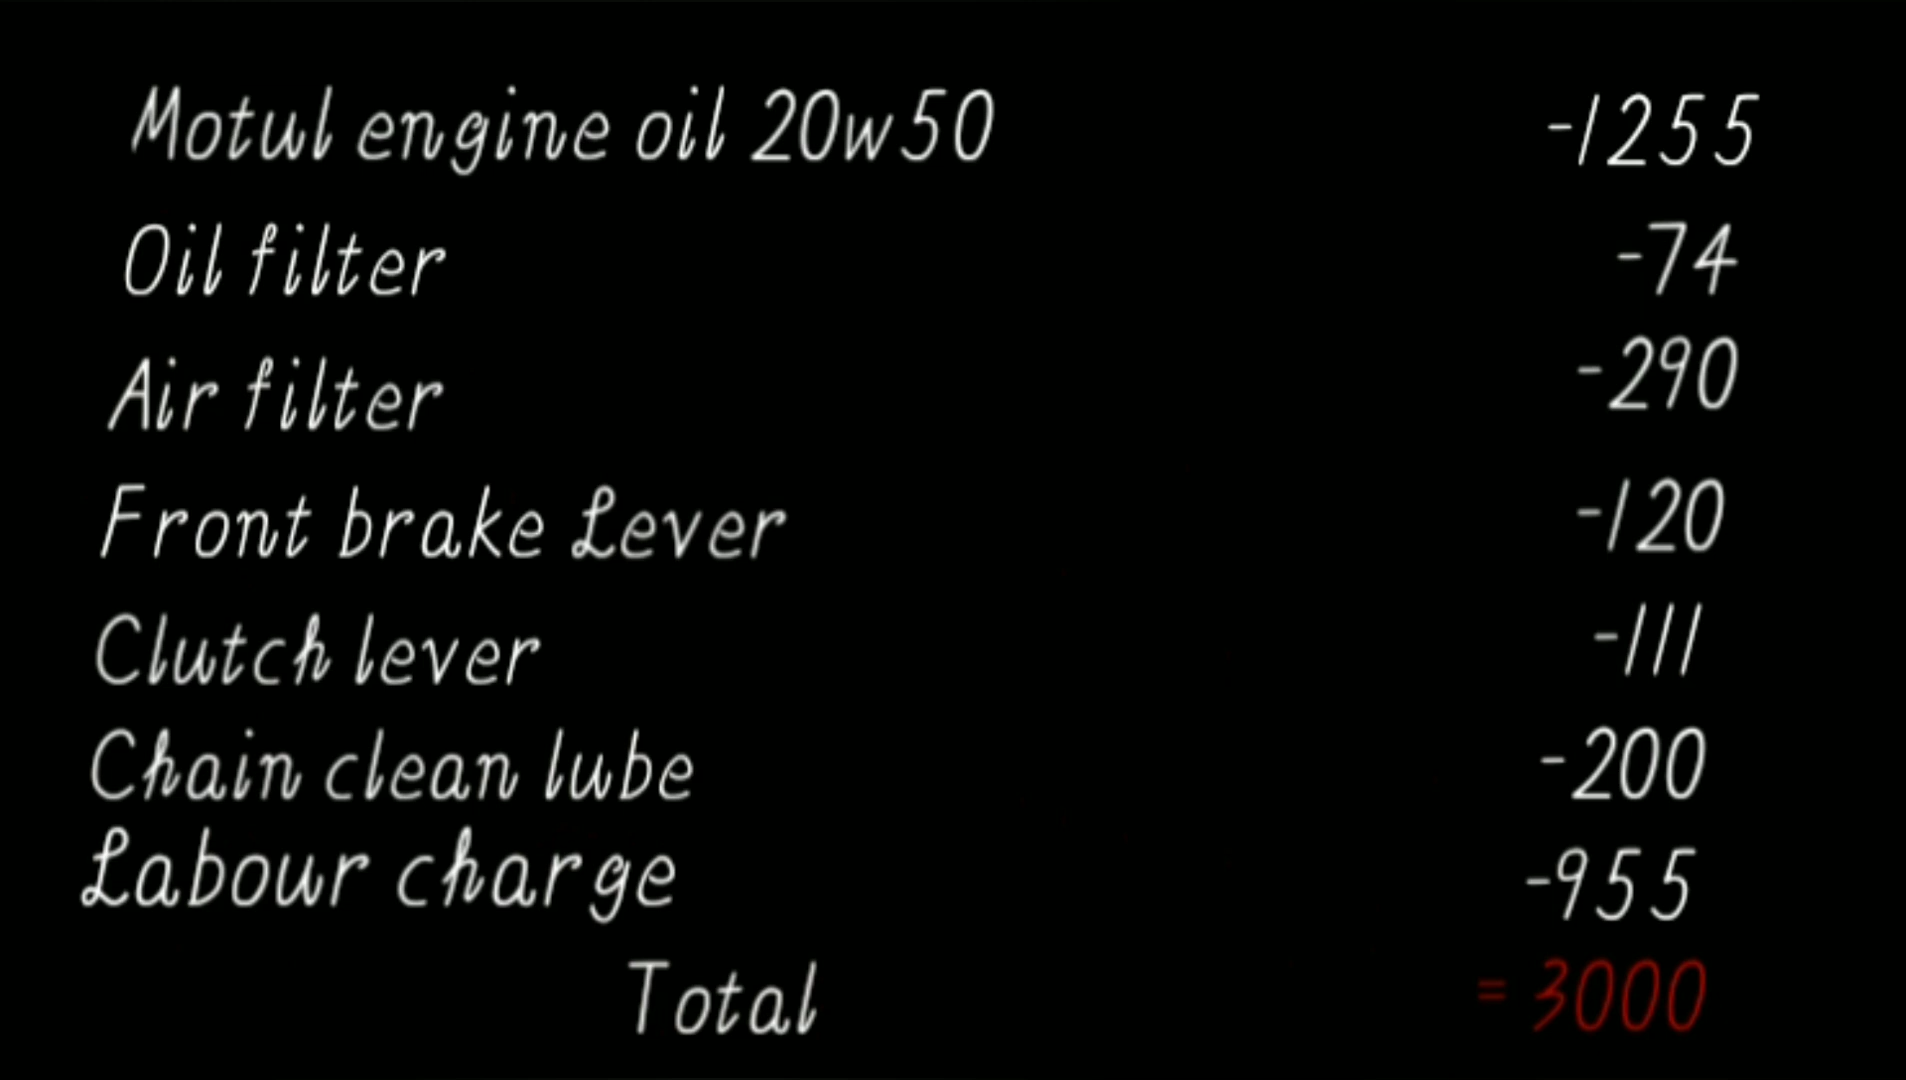 Motul engine oil 20w50 -1255
Oil filter -74
Air filter -290
Front brake Lever -120
Clutch lever -111
Chain clean lube -200
Labour charge -955
Total = 3000